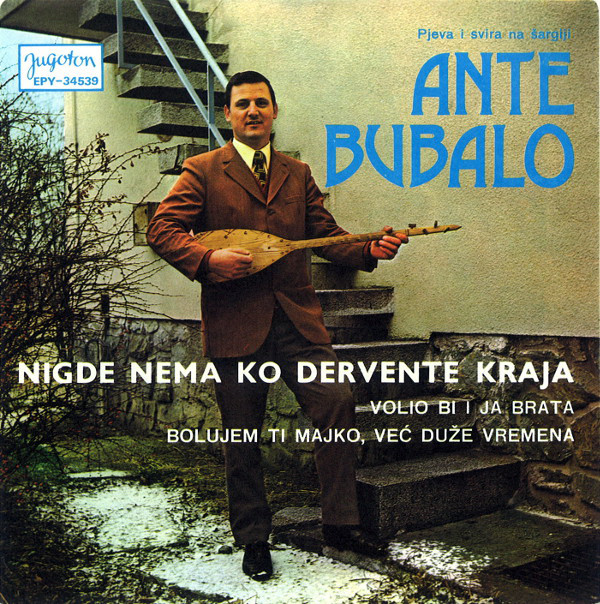 Jugoton
EPY-34539
Pjeva i svira na šargiji
ANTE
BUBALO
NIGDE NEMA KO DERVENTE KRAJA
VOLIO BI I JA BRATA
BOLUJEM TI MAJKO, VEĆ DUŽE VREMENA